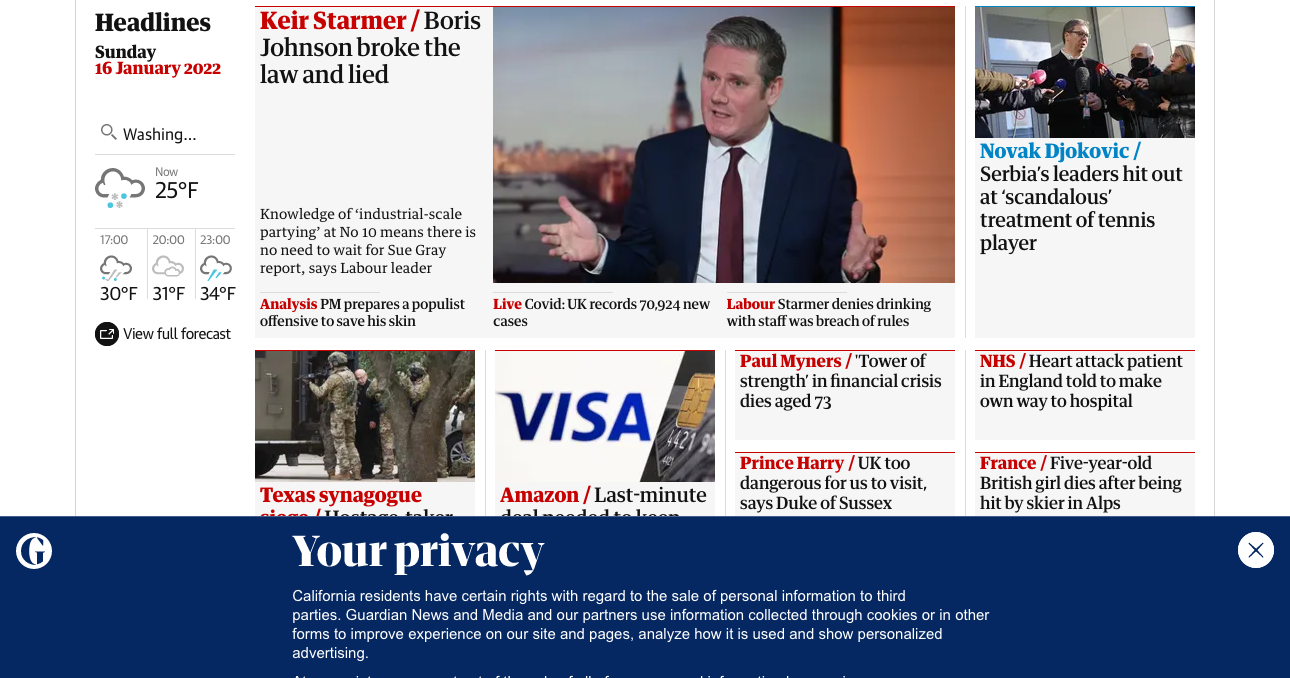 Headlines
Sunday
16 January 2022
Washing...
Now
25°F
17:00
20:00
23:00
30°F
31°F
34°F
View full forecast
Keir Starmer / Boris
Johnson broke the
law and lied
Knowledge of ‘industrial-scale
partying’ at No 10 means there is
no need to wait for Sue Gray
report, says Labour leader
Analysis PM prepares a populist
offensive to save his skin
Live Covid: UK records 70,924 new
cases
Labour Starmer denies drinking
with staff was breach of rules
Novak Djokovic /
Serbia’s leaders hit out
at ‘scandalous’
treatment of tennis
player
Texas synagogue
siege / Hostage-taker
VISA
4421
4421
Amazon / Last-minute
deal needed to keep
Paul Myners / 'Tower of
strength’ in financial crisis
dies aged 73
NHS / Heart attack patient
in England told to make
own way to hospital
Prince Harry / UK too
dangerous for us to visit,
says Duke of Sussex
France / Five-year-old
British girl dies after being
hit by skier in Alps
Your privacy
California residents have certain rights with regard to the sale of personal information to third
parties. Guardian News and Media and our partners use information collected through cookies or in other
forms to improve experience on our site and pages, analyze how it is used and show personalized
advertising.